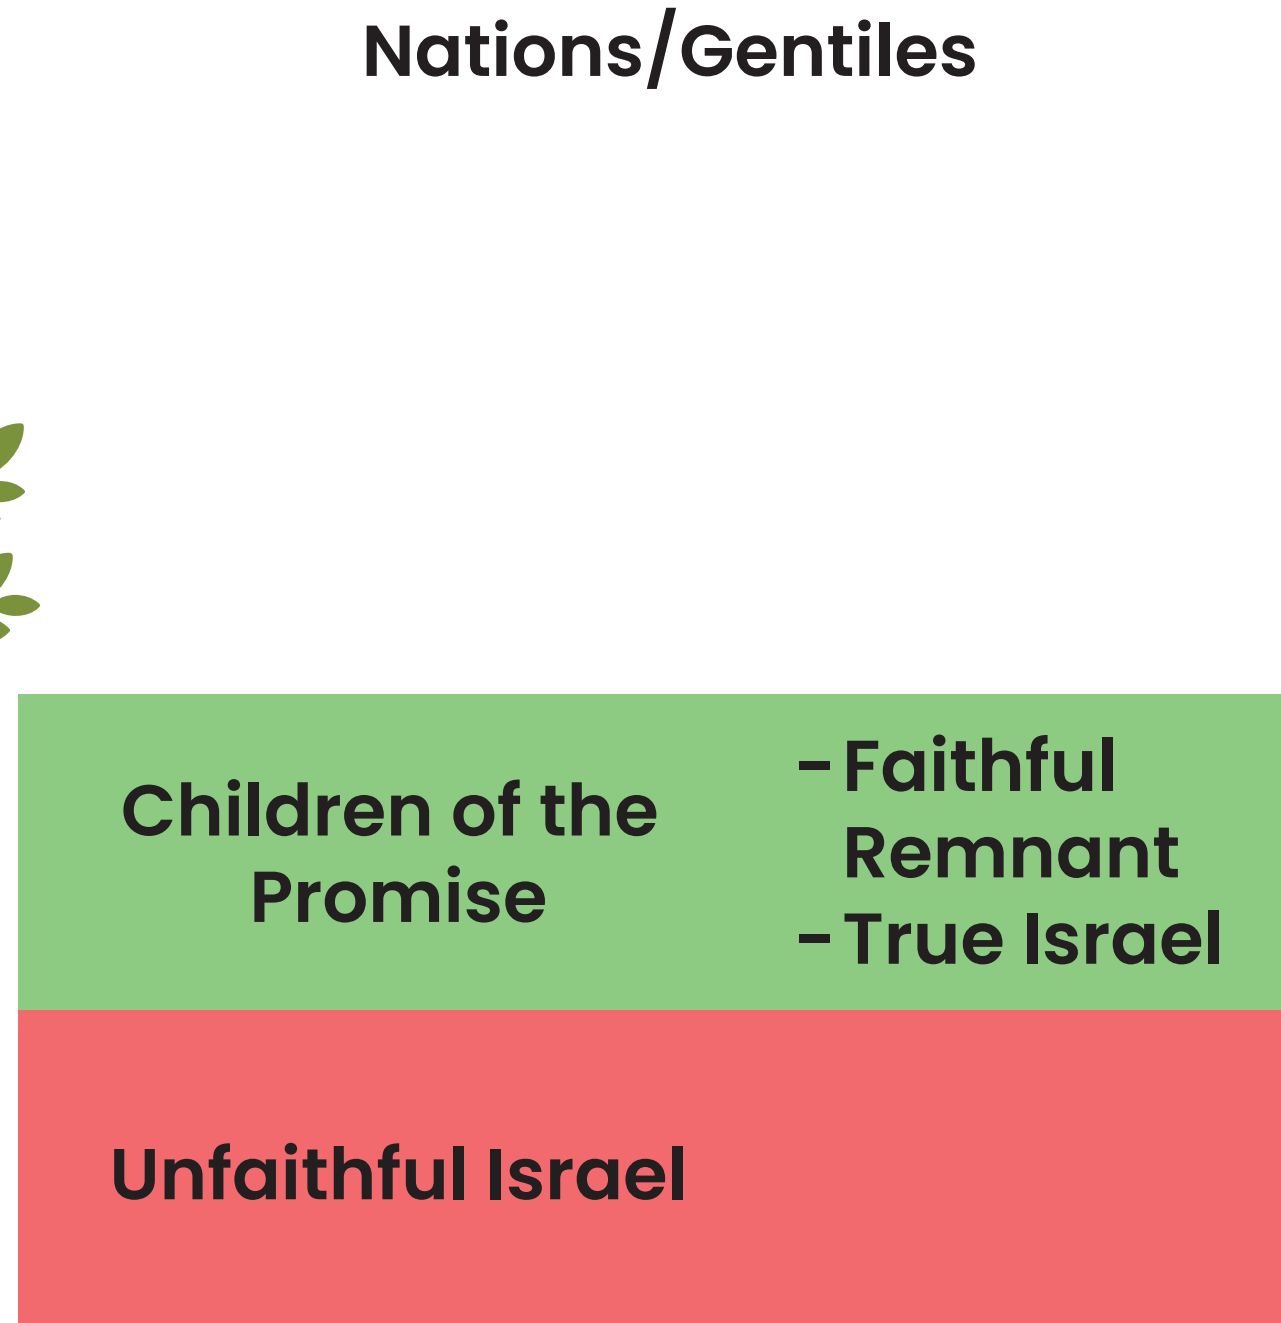 Nations/Gentiles
Children of the
Promise
- Faithful
Remnant
- True Israel
Unfaithful Israel